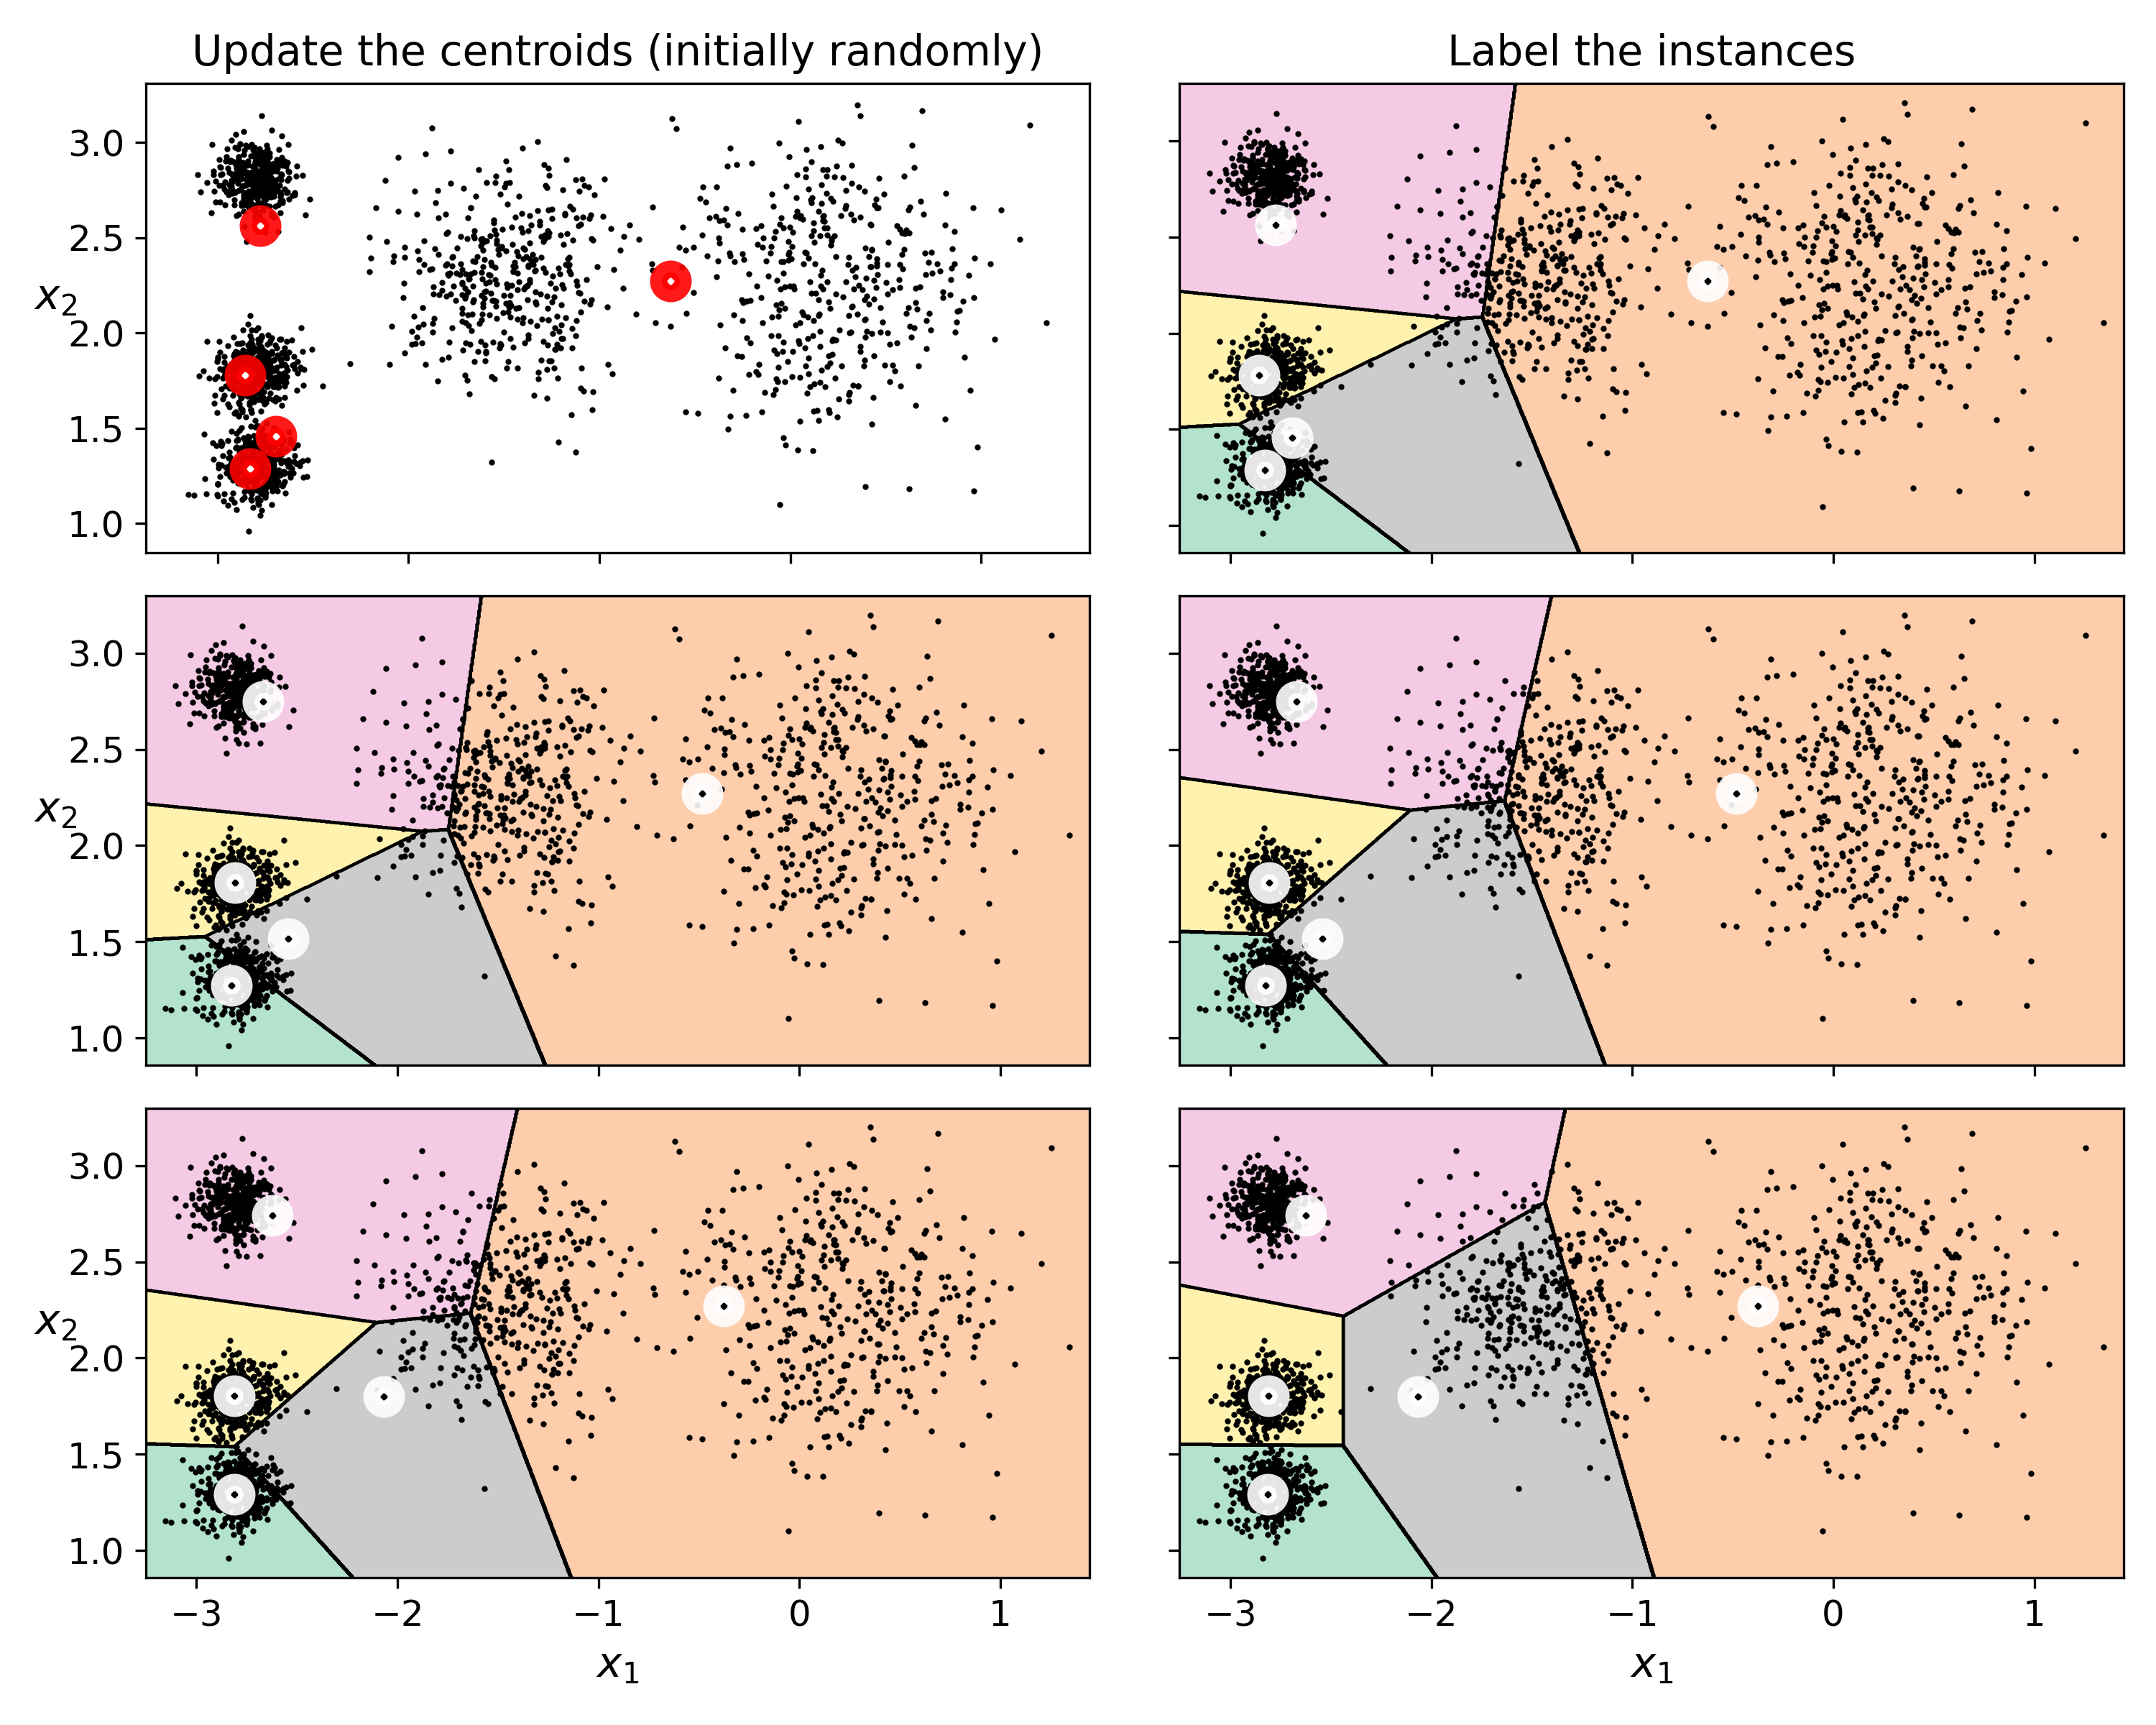 Update the centroids (initially randomly)
Label the instances
3.0
2.5
x₂
2.0
1.5
1.0
3.0
2.5
x₂
2.0
1.5
1.0
3.0
2.5
x₂
2.0
1.5
1.0
−3 −2 −1 0 1
−3 −2 −1 0 1
x₁
x₁